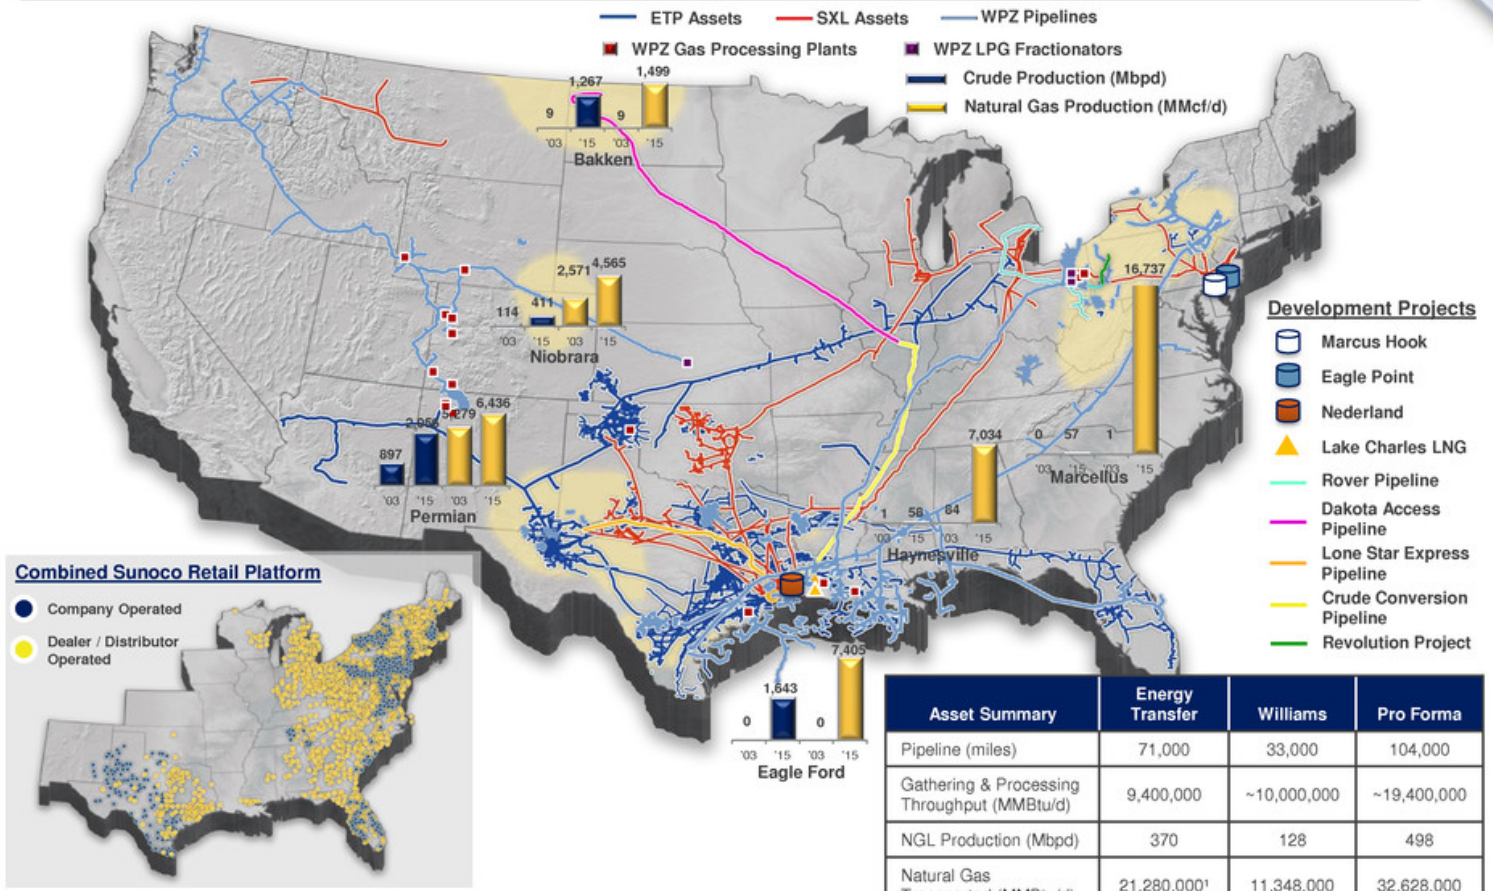 ETP Assets
SXL Assets
WPZ Pipelines
WPZ Gas Processing Plants
WPZ LPG Fractionators
Crude Production (Mbpd)
Natural Gas Production (MMcf/d)
9
1,267
9
1,499
'03
'15
'03
'15
Bakken
114
411
2,571
4,565
'03
'15
'03
'15
Niobrara
897
6,436
'03
'15
'03
'15
Permian
16,737
0
57
1
'03
'15
'03
'15
Marcellus
7,034
1
58
84
'03
'15
'03
'15
Haynesville
0
1,643
0
7,405
'03
'15
'03
'15
Eagle Ford
Development Projects
Marcus Hook
Eagle Point
Nederland
Lake Charles LNG
Rover Pipeline
Dakota Access
Pipeline
Lone Star Express
Pipeline
Crude Conversion
Pipeline
Revolution Project
Combined Sunoco Retail Platform
Company Operated
Dealer / Distributor
Operated
Asset Summary
Energy
Transfer
Williams
Pro Forma
Pipeline (miles)
71,000
33,000
104,000
Gathering & Processing
Throughput (MMBtu/d)
9,400,000
~10,000,000
~19,400,000
NGL Production (Mbpd)
370
128
498
Natural Gas
21,280,000¹
11,348,000
32,628,000